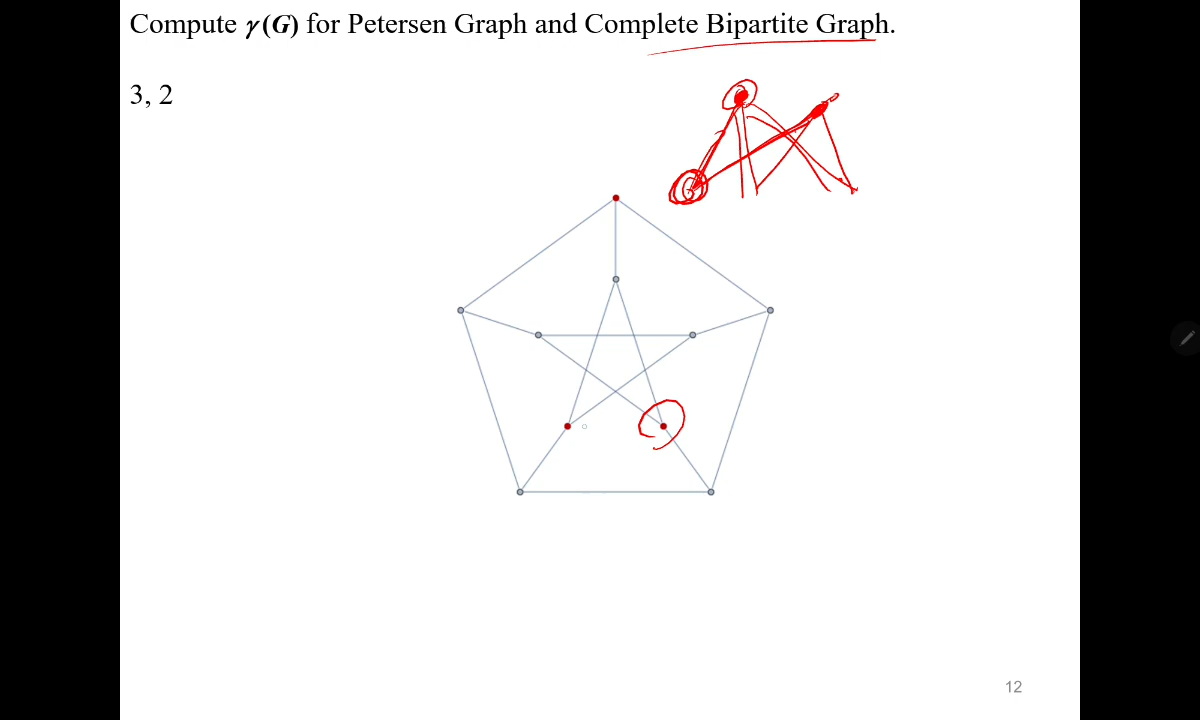 Compute γ(G) for Petersen Graph and Complete Bipartite Graph.
3, 2
12